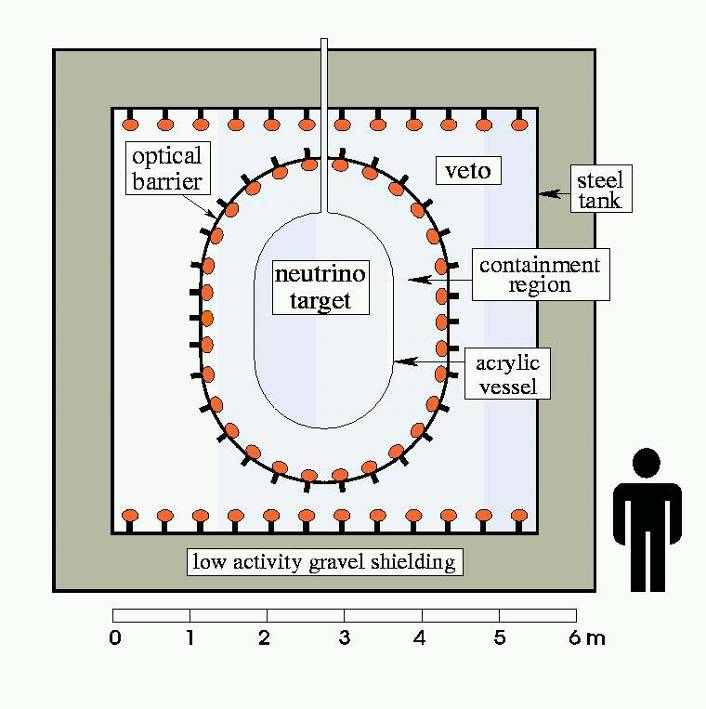 optical
barrier
veto
steel
tank
neutrino
target
containment
region
acrylic
vessel
low activity gravel shielding
0 1 2 3 4 5 6 m